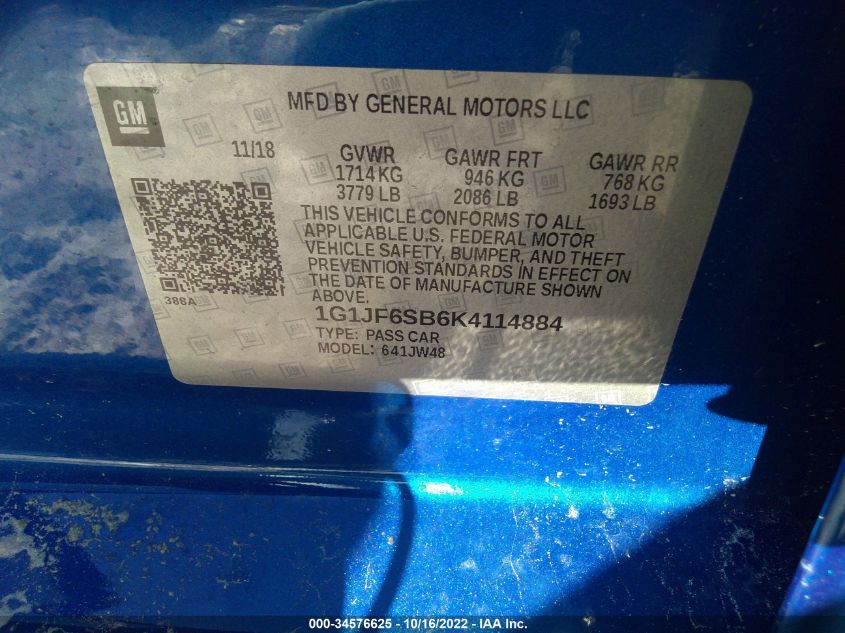 GM
MFD BY GENERAL MOTORS LLC
11/18 GVWR GAWR FRT GAWR RR
1714 KG 946 KG 768 KG
3779 LB 2086 LB 1693 LB
THIS VEHICLE CONFORMS TO ALL
APPLICABLE U.S. FEDERAL MOTOR
VEHICLE SAFETY, BUMPER, AND THEFT
PREVENTION STANDARDS IN EFFECT ON
THE DATE OF MANUFACTURE SHOWN
ABOVE.
388A
1G1JF6SB6K4114884
TYPE: PASS CAR
MODEL: 641JW48
000-34576625 - 10/16/2022 - IAA Inc.